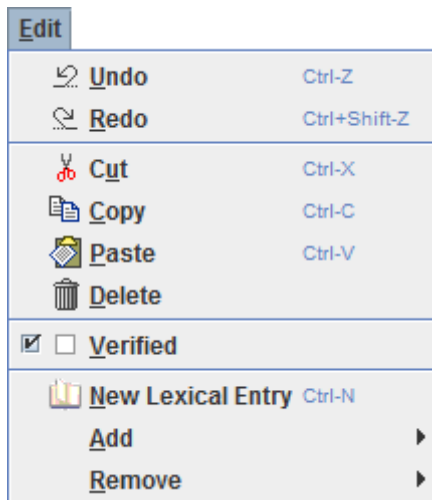 Edit
Undo Ctrl-Z
Redo Ctrl+Shift-Z
Cut Ctrl-X
Copy Ctrl-C
Paste Ctrl-V
Delete
Verified
New Lexical Entry Ctrl-N
Add
Remove